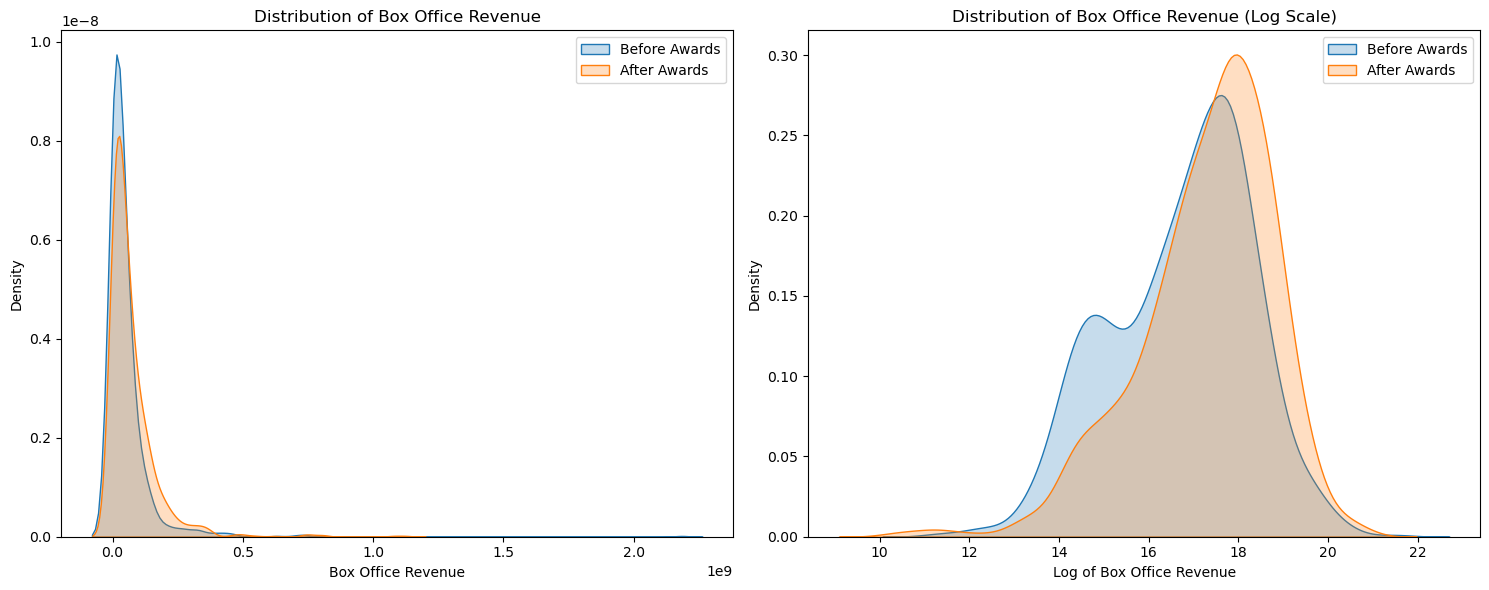 Distribution of Box Office Revenue
1e−8
Before Awards
After Awards
1.0
0.8
0.6
0.4
0.2
0.0
Density
0.0 0.5 1.0 1.5 2.0
Box Office Revenue
1e9
Distribution of Box Office Revenue (Log Scale)
Before Awards
After Awards
0.30
0.25
0.20
0.15
0.10
0.05
0.00
Density
10 12 14 16 18 20 22
Log of Box Office Revenue